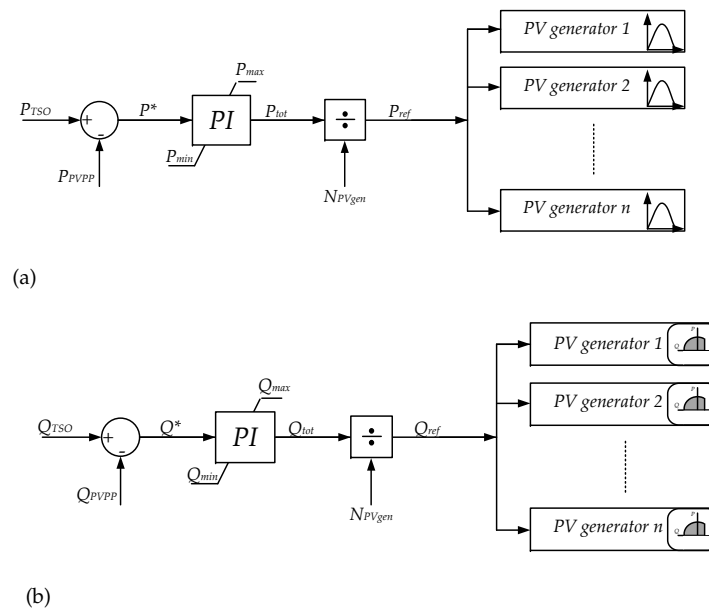 PV generator 1
P_max
PV generator 2
P_TSO
P*
PI
P_tot
÷
P_ref
+
-
P_min
P_PVPP
N_PVgen
PV generator n
(a)
PV generator 1
P
Q
Q_max
PV generator 2
P
Q
Q_TSO
Q*
PI
Q_tot
÷
Q_ref
+
-
Q_min
Q_PVPP
N_PVgen
PV generator n
P
Q
(b)